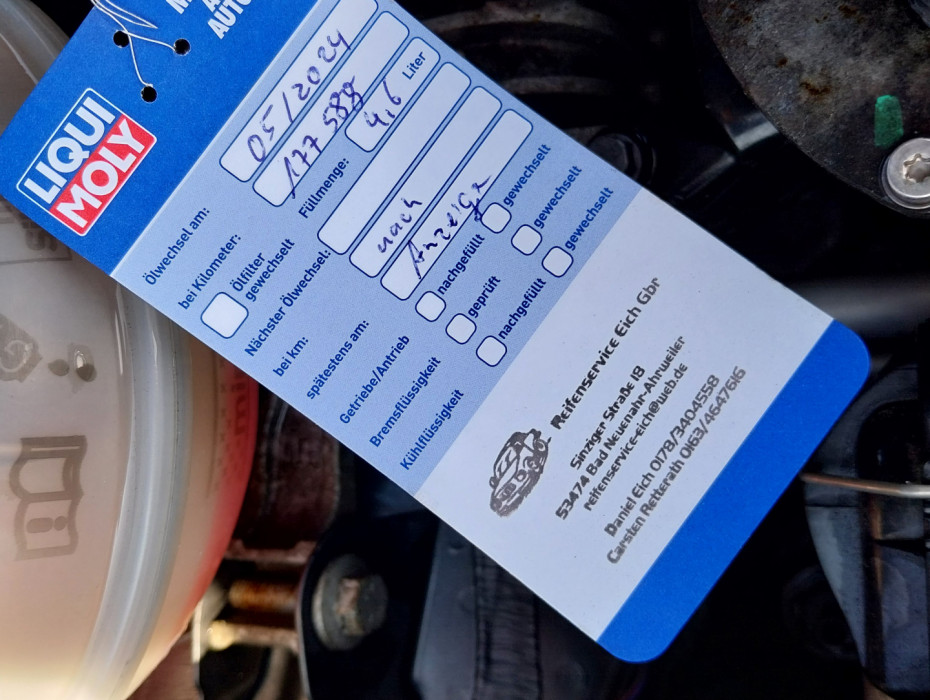 LIQUI
MOLY
AUTO
Ölwechsel am: 05/2024
bei Kilometer: 177 588
Ölfilter gewechselt
Füllmenge: 4,6 Liter
Nächster Ölwechsel:
bei km: nach
spätestens am: Anzeige
Getriebe/Antrieb nachgefüllt gewechselt
Bremsflüssigkeit geprüft gewechselt
Kühlflüssigkeit nachgefüllt gewechselt
Reifenservice Eich Gbr
Sinziger Straße 18
53474 Bad Neuenahr-Ahrweiler
reifenservice-eich@web.de
Daniel Eich 0178/3404558
Carsten Retterath 0163/4647616